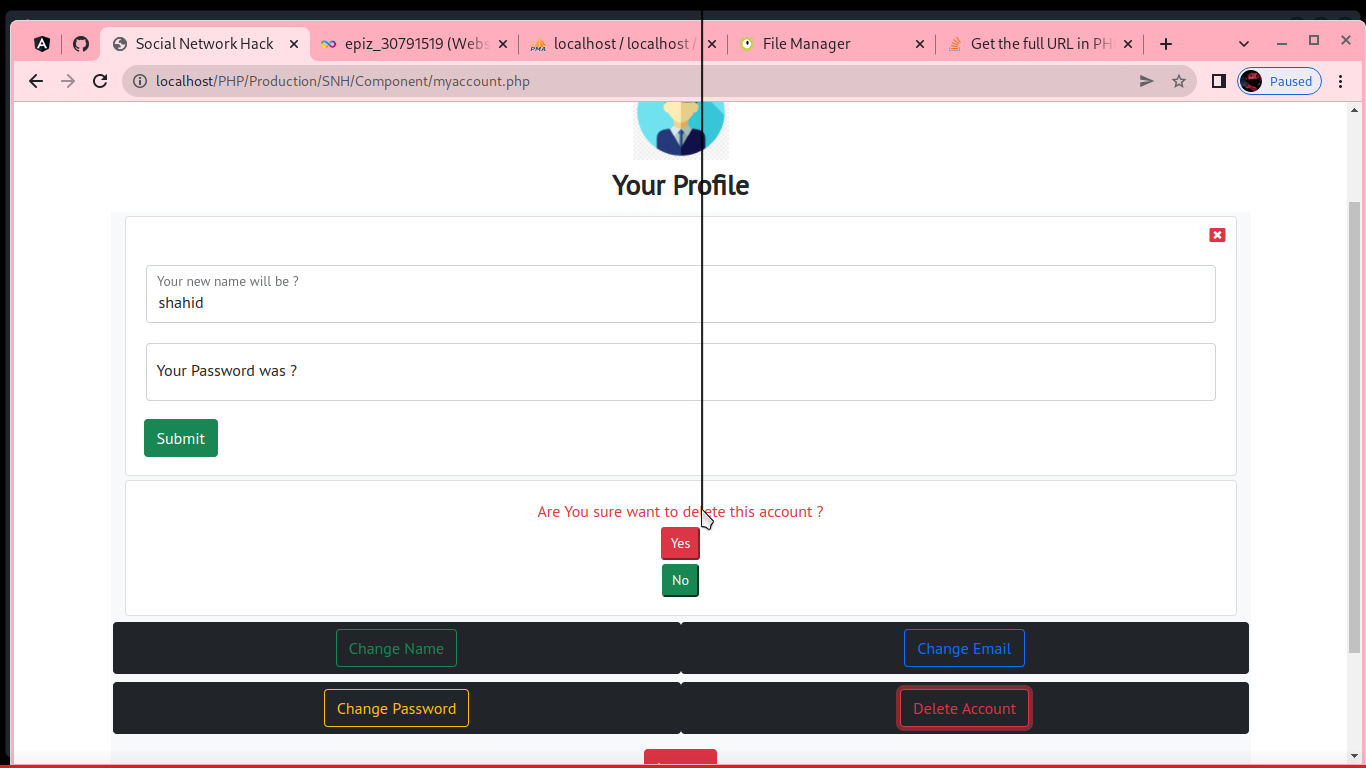 Social Network Hack
epiz_30791519 (Webs
localhost / localhost /
File Manager
Get the full URL in PH
localhost/PHP/Production/SNH/Component/myaccount.php
Paused
Your Profile
Your new name will be ?
shahid
Your Password was ?
Submit
Are You sure want to delete this account ?
Yes
No
Change Name
Change Email
Change Password
Delete Account